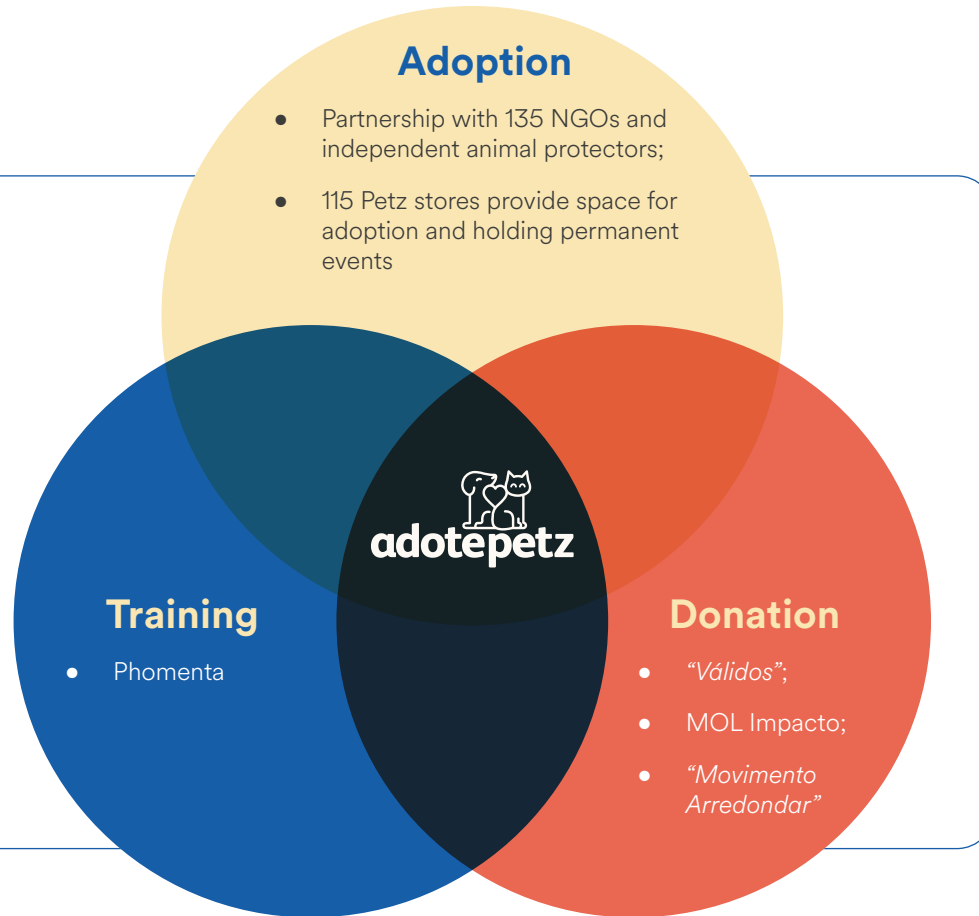 Adoption
● Partnership with 135 NGOs and
independent animal protectors;
● 115 Petz stores provide space for
adoption and holding permanent
events
adotepetz
Training
● Phomenta
Donation
● “Válidos”;
● MOL Impacto;
● “Movimento
Arredondar”